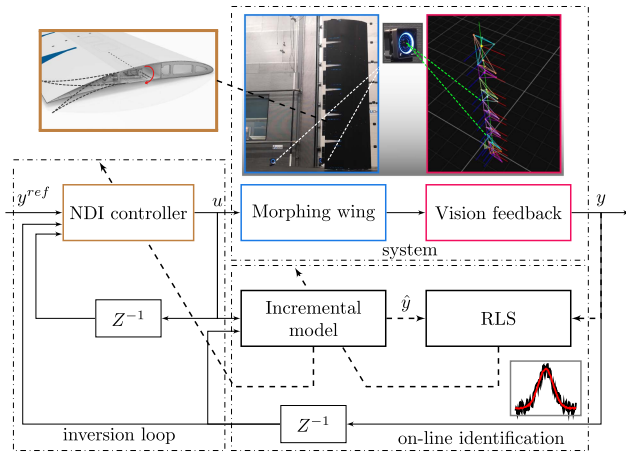 y^{ref}
NDI controller
u
Morphing wing
Vision feedback
y
system
Z^{-1}
Incremental
model
ŷ
RLS
Z^{-1}
inversion loop
on-line identification